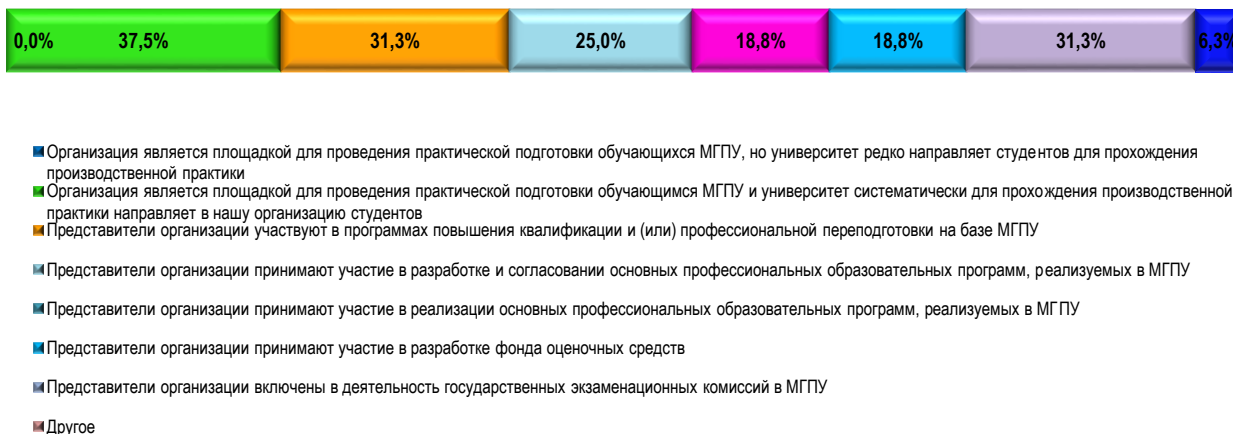 0,0% 37,5% 31,3% 25,0% 18,8% 18,8% 31,3% 6,3%
Организация является площадкой для проведения практической подготовки обучающихся МГПУ, но университет редко направляет студентов для прохождения
производственной практики
Организация является площадкой для проведения практической подготовки обучающимся МГПУ и университет систематически для прохождения производственной
практики направляет в нашу организацию студентов
Представители организации участвуют в программах повышения квалификации и (или) профессиональной переподготовки на базе МГПУ
Представители организации принимают участие в разработке и согласовании основных профессиональных образовательных программ, реализуемых в МГПУ
Представители организации принимают участие в реализации основных профессиональных образовательных программ, реализуемых в МГПУ
Представители организации принимают участие в разработке фонда оценочных средств
Представители организации включены в деятельность государственных экзаменационных комиссий в МГПУ
Другое